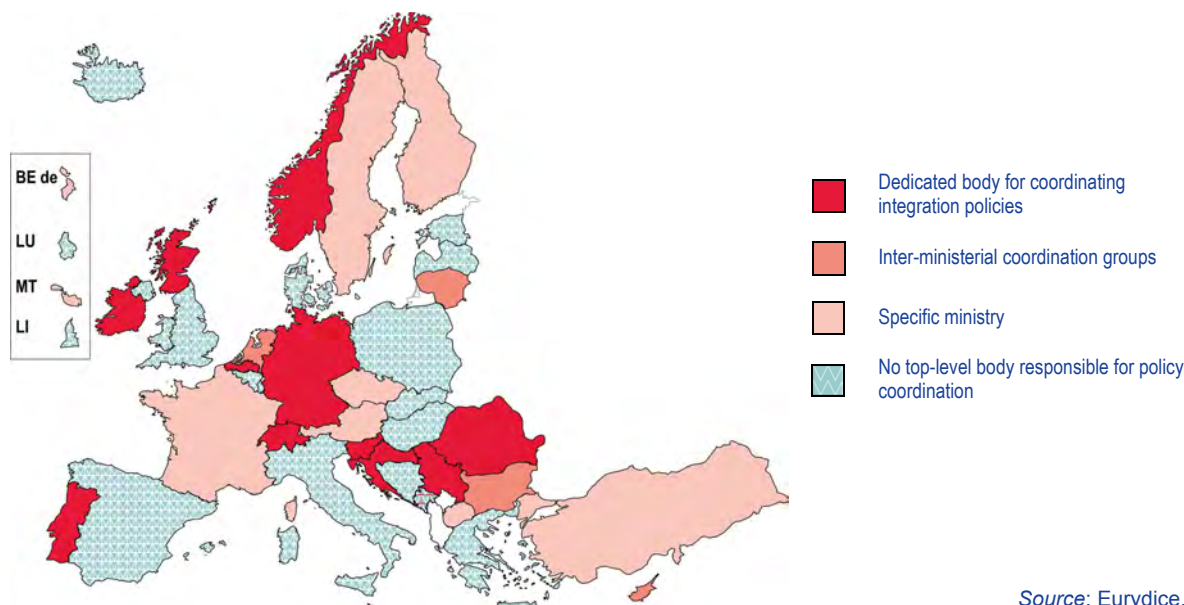 BE de
LU
MT
LI
Dedicated body for coordinating
integration policies
Inter-ministerial coordination groups
Specific ministry
No top-level body responsible for policy
coordination
Source: Eurydice.